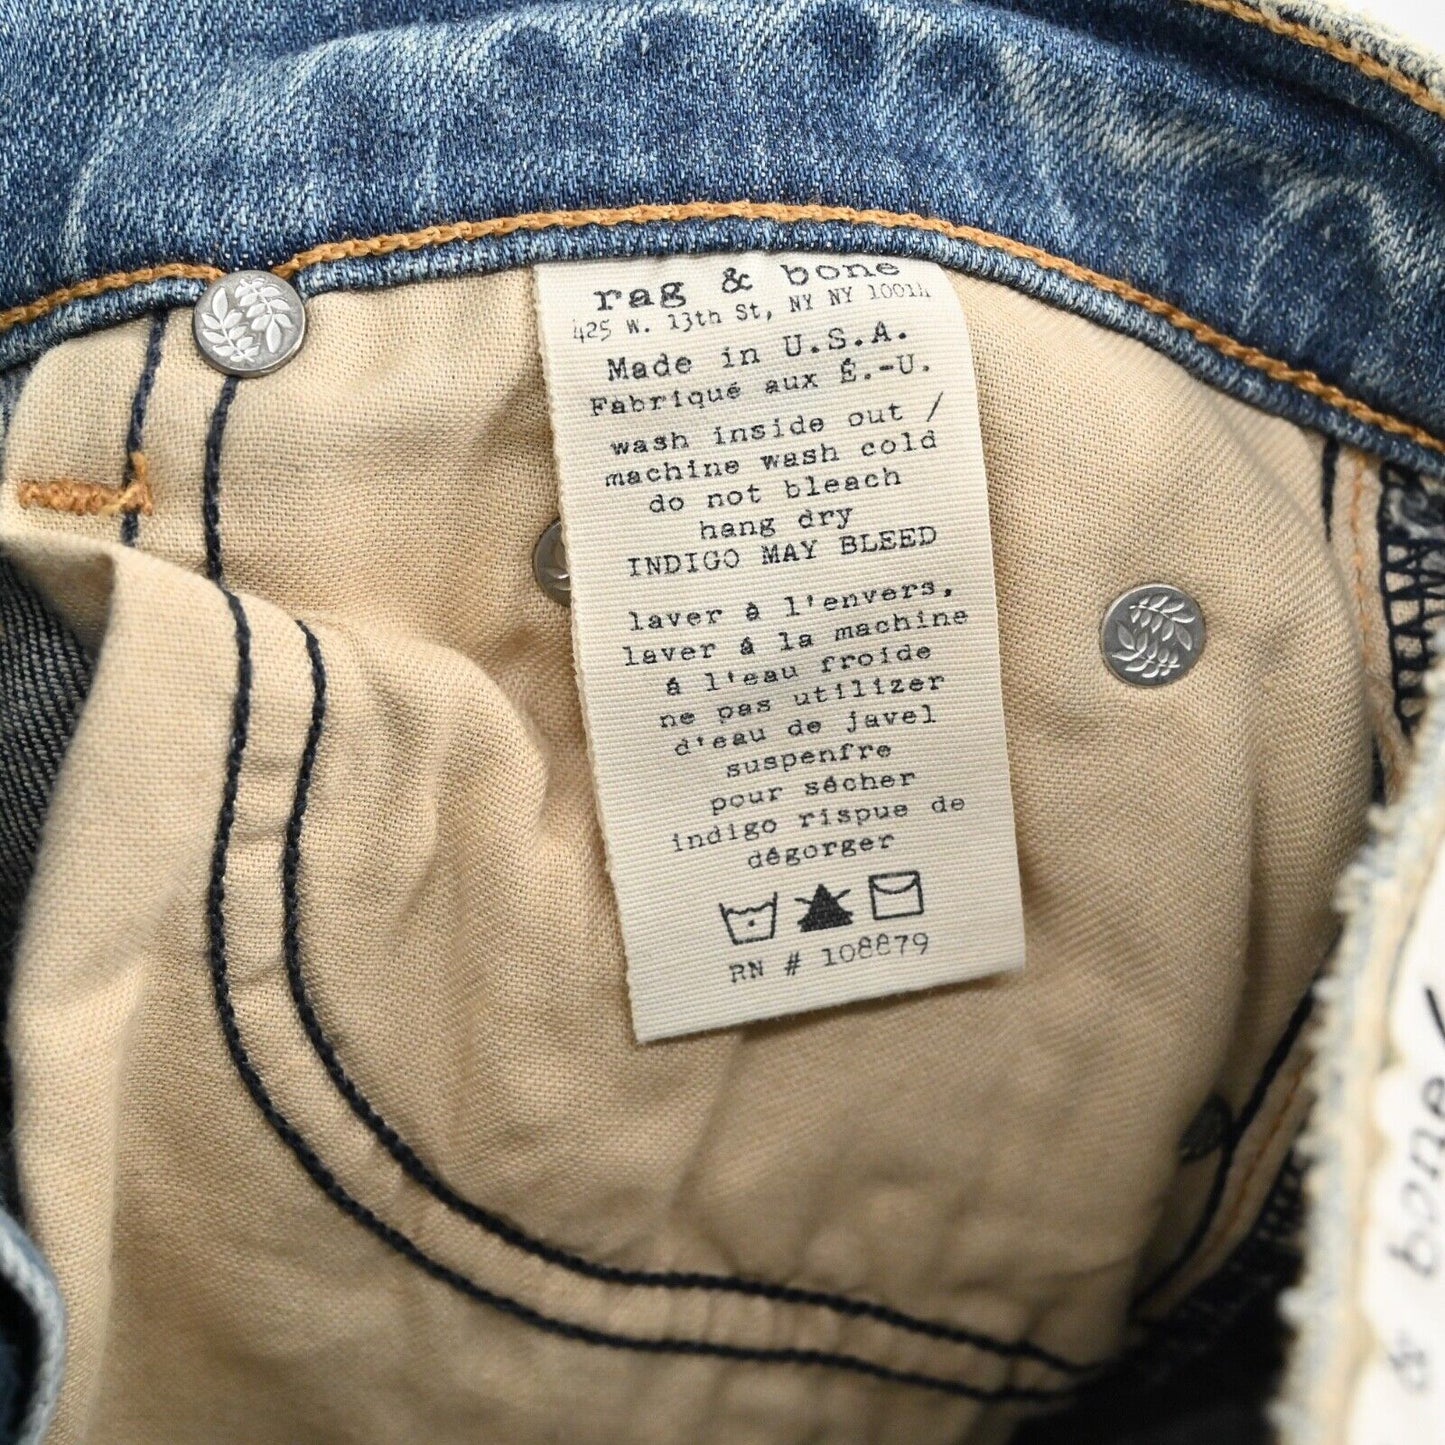 rag & bone
425 W. 13th St, NY NY 10014
Made in U.S.A.
Fabriqué aux É.-U.
wash inside out /
machine wash cold
do not bleach
hang dry
INDIGO MAY BLEED
laver à l'envers,
laver á la machine
á l'eau froide
ne pas utilizer
d'eau de javel
suspenfre
pour sécher
indigo rispue de
dégorger
RN # 108879
& bone